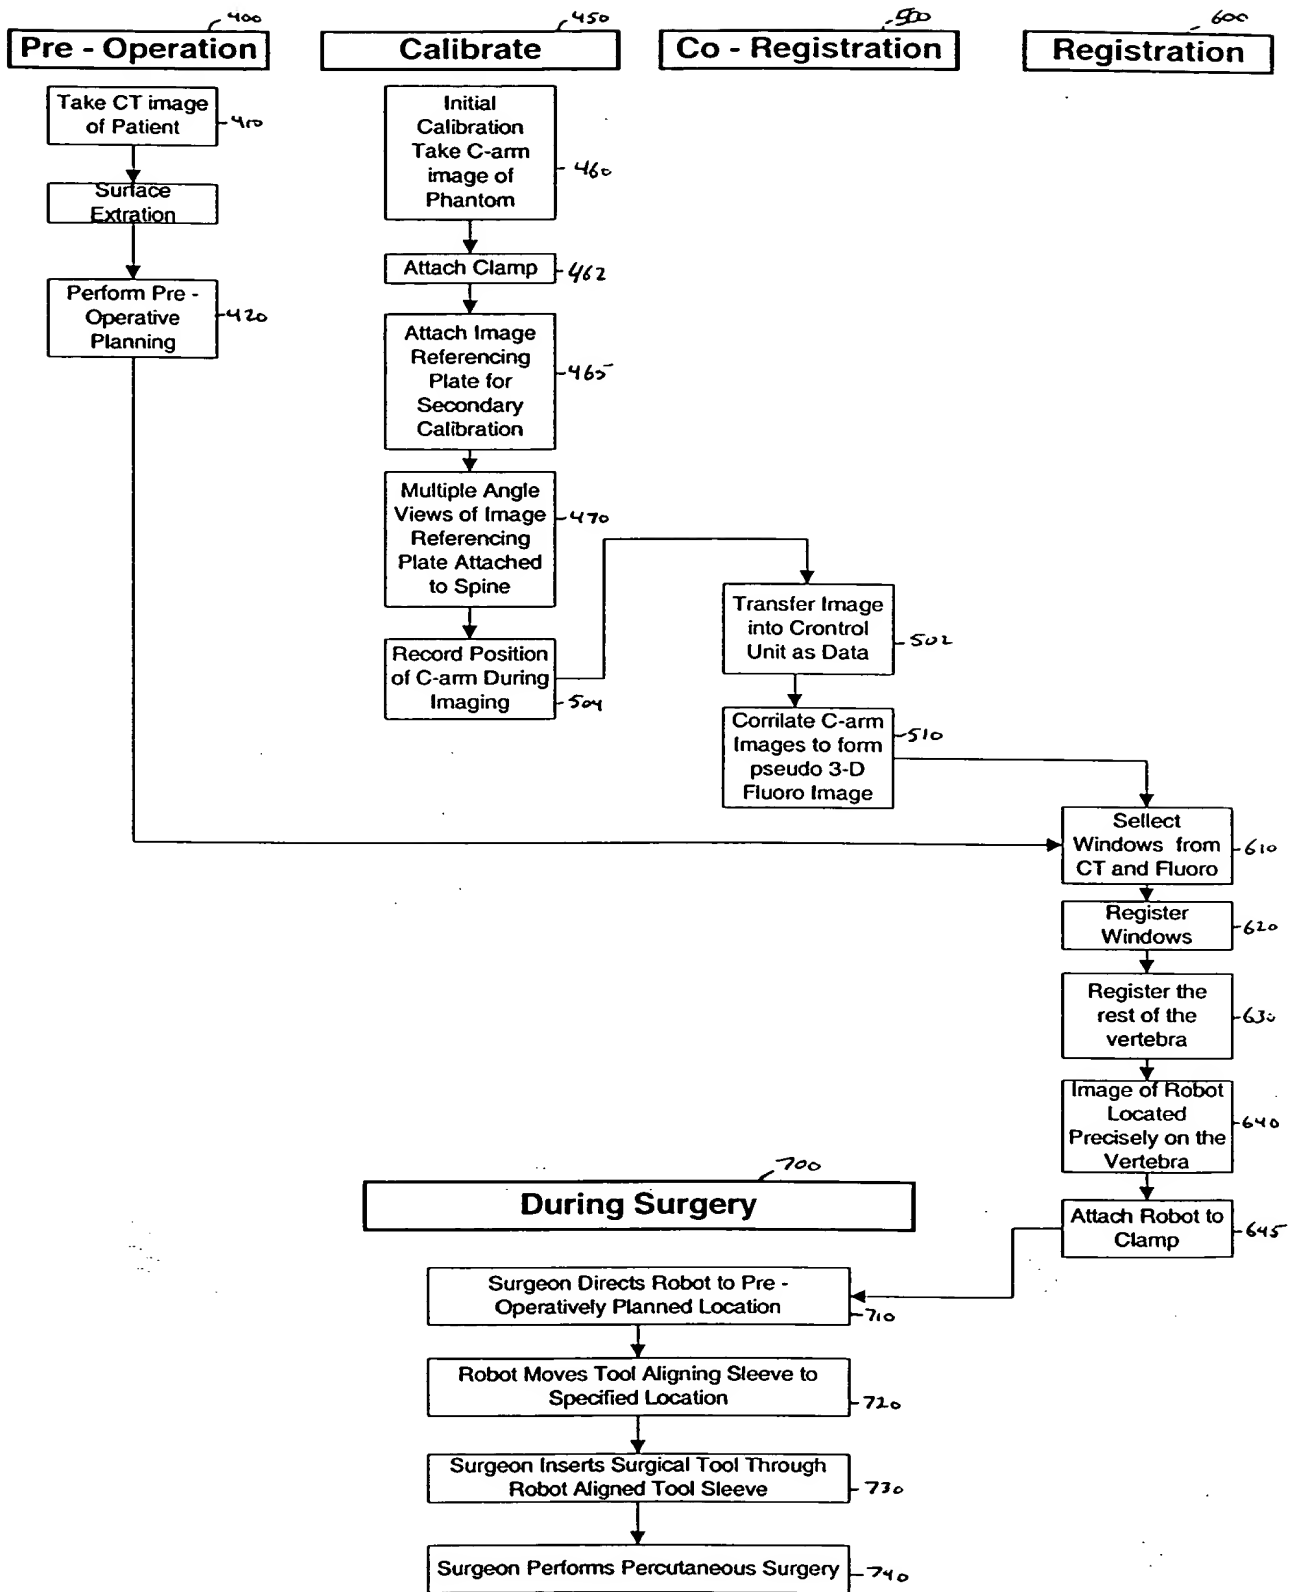 400
Pre - Operation
Take CT image
of Patient
410
Surface
Extration
Perform Pre -
Operative
Planning
420
450
Calibrate
Initial
Calibration
Take C-arm
image of
Phantom
460
Attach Clamp
462
Attach Image
Referencing
Plate for
Secondary
Calibration
465
Multiple Angle
Views of Image
Referencing
Plate Attached
to Spine
470
Record Position
of C-arm During
Imaging
504
500
Co - Registration
Transfer Image
into Crontrol
Unit as Data
502
Corrilate C-arm
Images to form
pseudo 3-D
Fluoro Image
510
600
Registration
Sellect
Windows from
CT and Fluoro
610
Register
Windows
620
Register the
rest of the
vertebra
630
Image of Robot
Located
Precisely on the
Vertebra
640
Attach Robot to
Clamp
645
700
During Surgery
Surgeon Directs Robot to Pre -
Operatively Planned Location
710
Robot Moves Tool Aligning Sleeve to
Specified Location
720
Surgeon Inserts Surgical Tool Through
Robot Aligned Tool Sleeve
730
Surgeon Performs Percutaneous Surgery
740